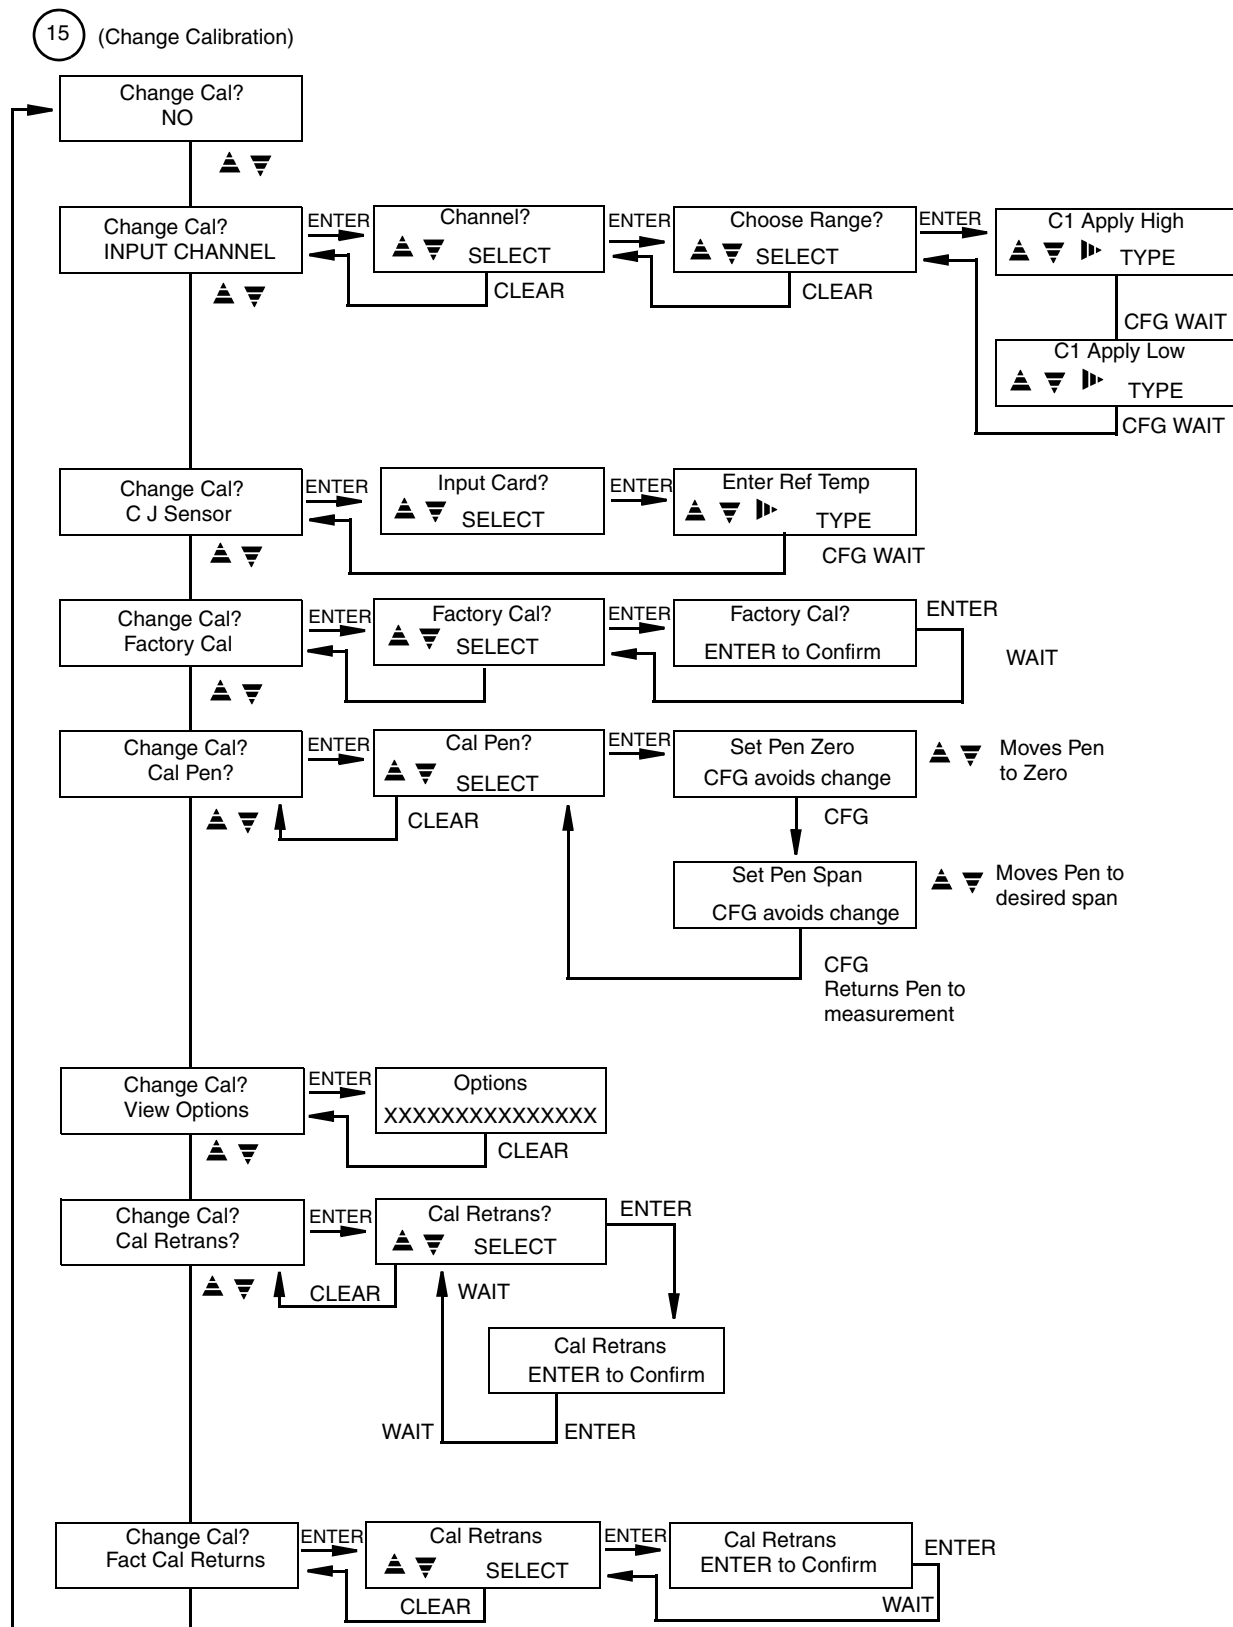 15 (Change Calibration)
Change Cal?
NO
Change Cal?
INPUT CHANNEL
ENTER
Channel?
SELECT
CLEAR
ENTER
Choose Range?
SELECT
CLEAR
ENTER
C1 Apply High
TYPE
CFG WAIT
C1 Apply Low
TYPE
CFG WAIT
Change Cal?
C J Sensor
ENTER
Input Card?
SELECT
ENTER
Enter Ref Temp
TYPE
CFG WAIT
Change Cal?
Factory Cal
ENTER
Factory Cal?
SELECT
ENTER
Factory Cal?
ENTER to Confirm
ENTER
WAIT
Change Cal?
Cal Pen?
ENTER
Cal Pen?
SELECT
CLEAR
ENTER
Set Pen Zero
CFG avoids change
Moves Pen
to Zero
CFG
Set Pen Span
CFG avoids change
Moves Pen to
desired span
CFG
Returns Pen to
measurement
Change Cal?
View Options
ENTER
Options
XXXXXXXXXXXXXXX
CLEAR
Change Cal?
Cal Retrans?
ENTER
Cal Retrans?
SELECT
ENTER
CLEAR
WAIT
Cal Retrans
ENTER to Confirm
WAIT
ENTER
Change Cal?
Fact Cal Returns
ENTER
Cal Retrans
SELECT
CLEAR
ENTER
Cal Retrans
ENTER to Confirm
ENTER
WAIT